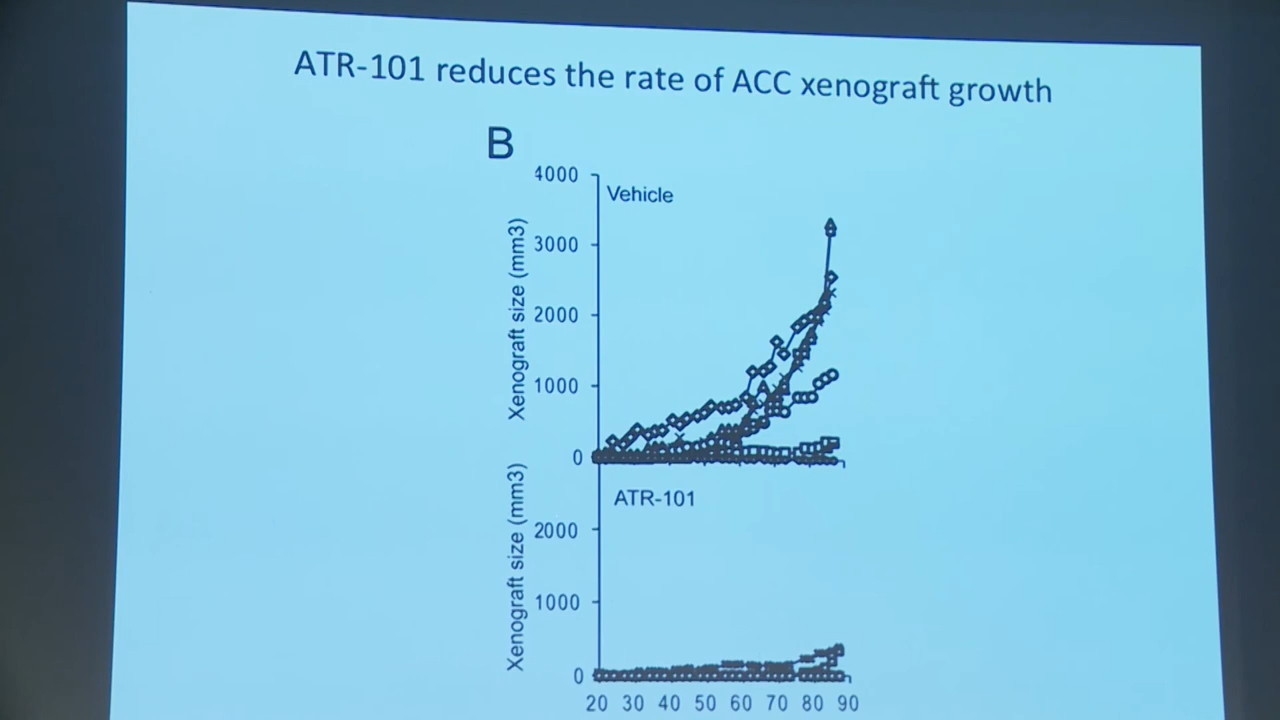 ATR-101 reduces the rate of ACC xenograft growth
B
4000
Vehicle
3000
2000
1000
0
Xenograft size (mm3)
ATR-101
2000
1000
0
Xenograft size (mm3)
20 30 40 50 60 70 80 90